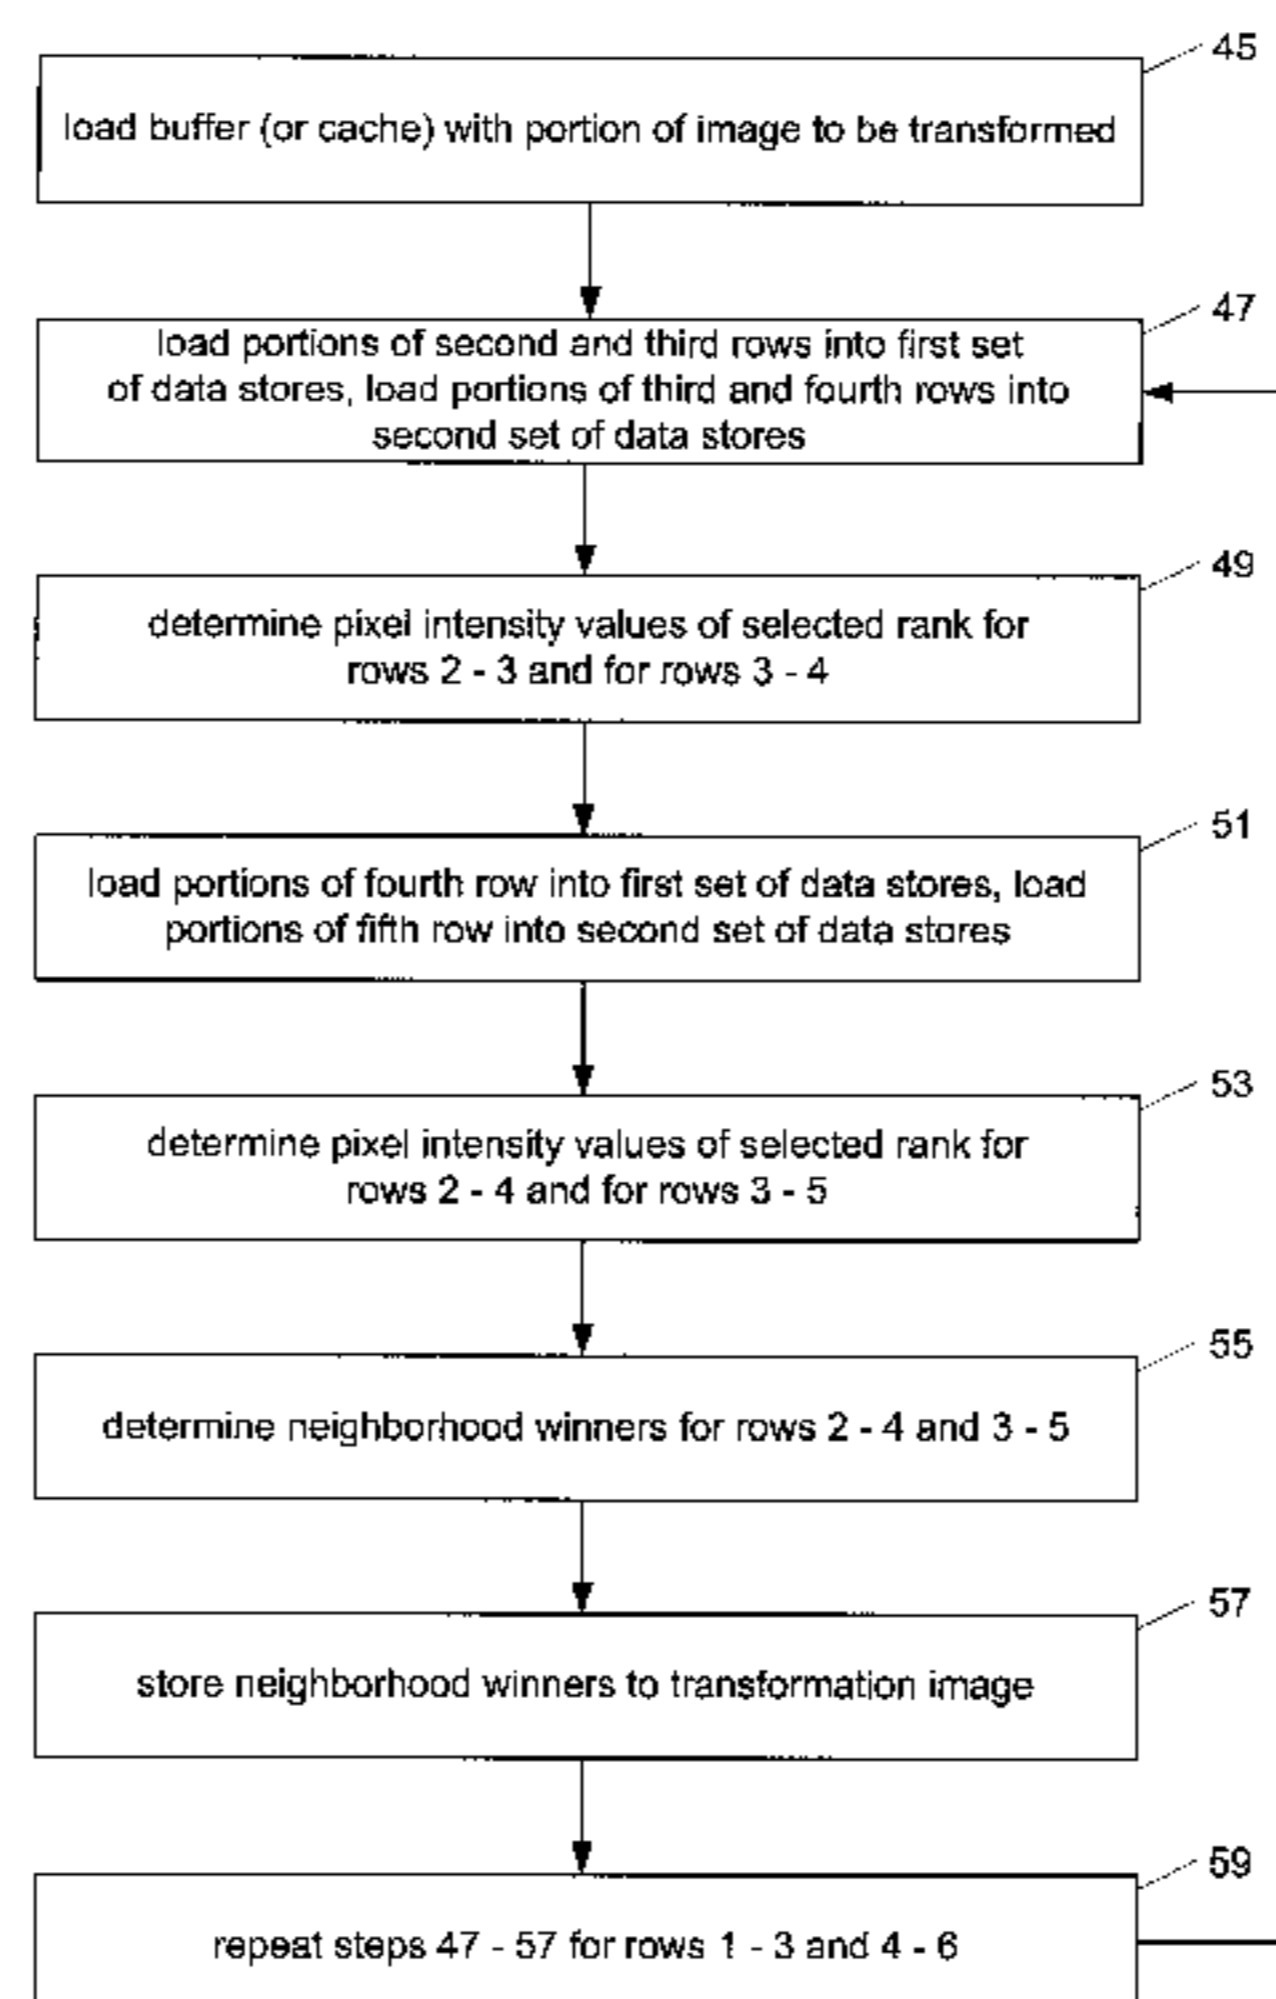 45
load buffer (or cache) with portion of image to be transformed
47
load portions of second and third rows into first set
of data stores, load portions of third and fourth rows into
second set of data stores
49
determine pixel intensity values of selected rank for
rows 2 - 3 and for rows 3 - 4
51
load portions of fourth row into first set of data stores, load
portions of fifth row into second set of data stores
53
determine pixel intensity values of selected rank for
rows 2 - 4 and for rows 3 - 5
55
determine neighborhood winners for rows 2 - 4 and 3 - 5
57
store neighborhood winners to transformation image
59
repeat steps 47 - 57 for rows 1 - 3 and 4 - 6